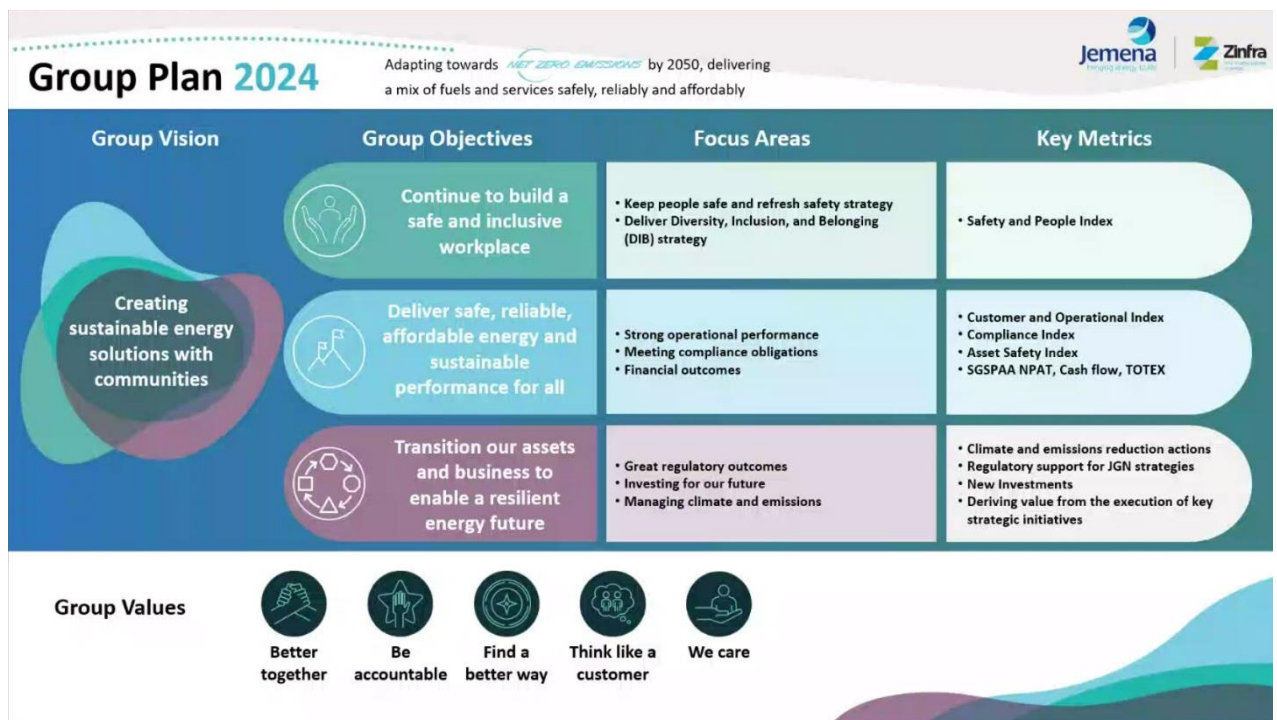 Group Plan 2024
Adapting towards NET ZERO EMISSIONS by 2050, delivering
a mix of fuels and services safely, reliably and affordably
Jemena
Zinfra
Group Vision
Group Objectives
Focus Areas
Key Metrics
Creating
sustainable energy
solutions with
communities
Continue to build a
safe and inclusive
workplace
• Keep people safe and refresh safety strategy
• Deliver Diversity, Inclusion, and Belonging
(DIB) strategy
• Safety and People Index
Deliver safe, reliable,
affordable energy and
sustainable
performance for all
• Strong operational performance
• Meeting compliance obligations
• Financial outcomes
• Customer and Operational Index
• Compliance Index
• Asset Safety Index
• SGSPAA NPAT, Cash flow, TOTEX
Transition our assets
and business to
enable a resilient
energy future
• Great regulatory outcomes
• Investing for our future
• Managing climate and emissions
• Climate and emissions reduction actions
• Regulatory support for JGN strategies
• New Investments
• Deriving value from the execution of key
strategic initiatives
Group Values
Better
together
Be
accountable
Find a
better way
Think like a
customer
We care